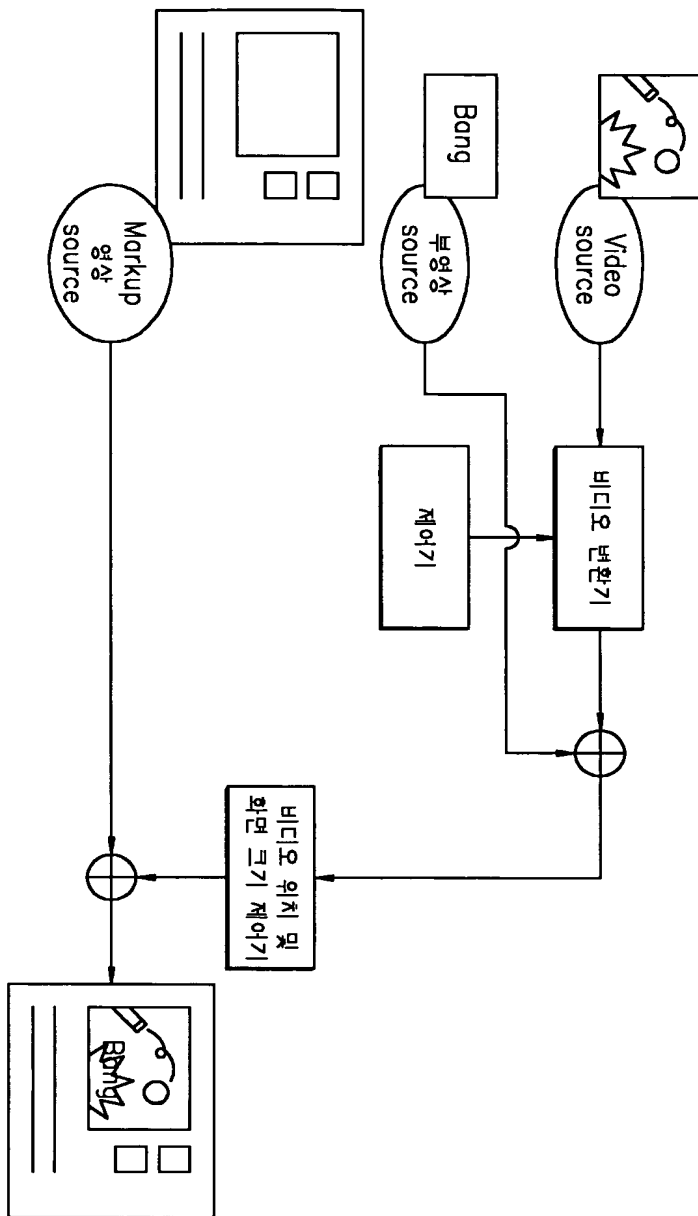 Bang
Video
source
부영상
source
Markup
영상
source
비디오 변환기
제어기
비디오 위치 및
화면 크기 제어기
Bang